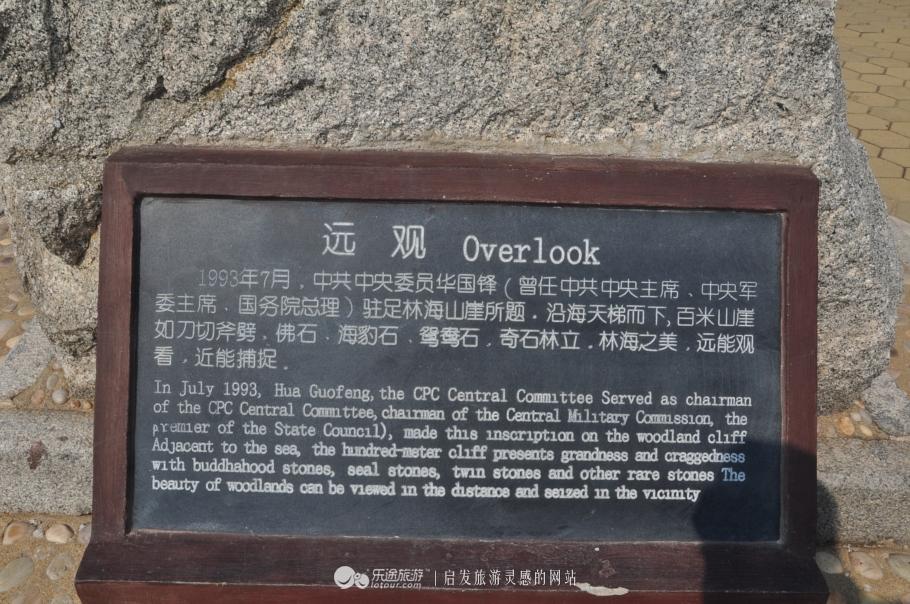 远 观 Overlook
1993年7月，中共中央委员华国锋（曾任中共中央主席、中央军
委主席、国务院总理）驻足林海山崖所题．沿海天梯而下,百米山崖
如刀切斧劈，佛石、海豹石、鸳鸯石，奇石林立．林海之美，远能观
看，近能捕捉．
In July 1993, Hua Guofeng, the CPC Central Committee Served as chairman
of the CPC Central Committee, chairman of the Central Military Commission, the
premier of the State Council), made this inscription on the woodland cliff
Adjacent to the sea, the hundred-meter cliff presents grandness and craggedness
with buddhahood stones, seal stones, twin stones and other rare stones The
beauty of woodlands can be viewed in the distance and seized in the vicinity
乐途旅游™ lotour.com | 启发旅游灵感的网站